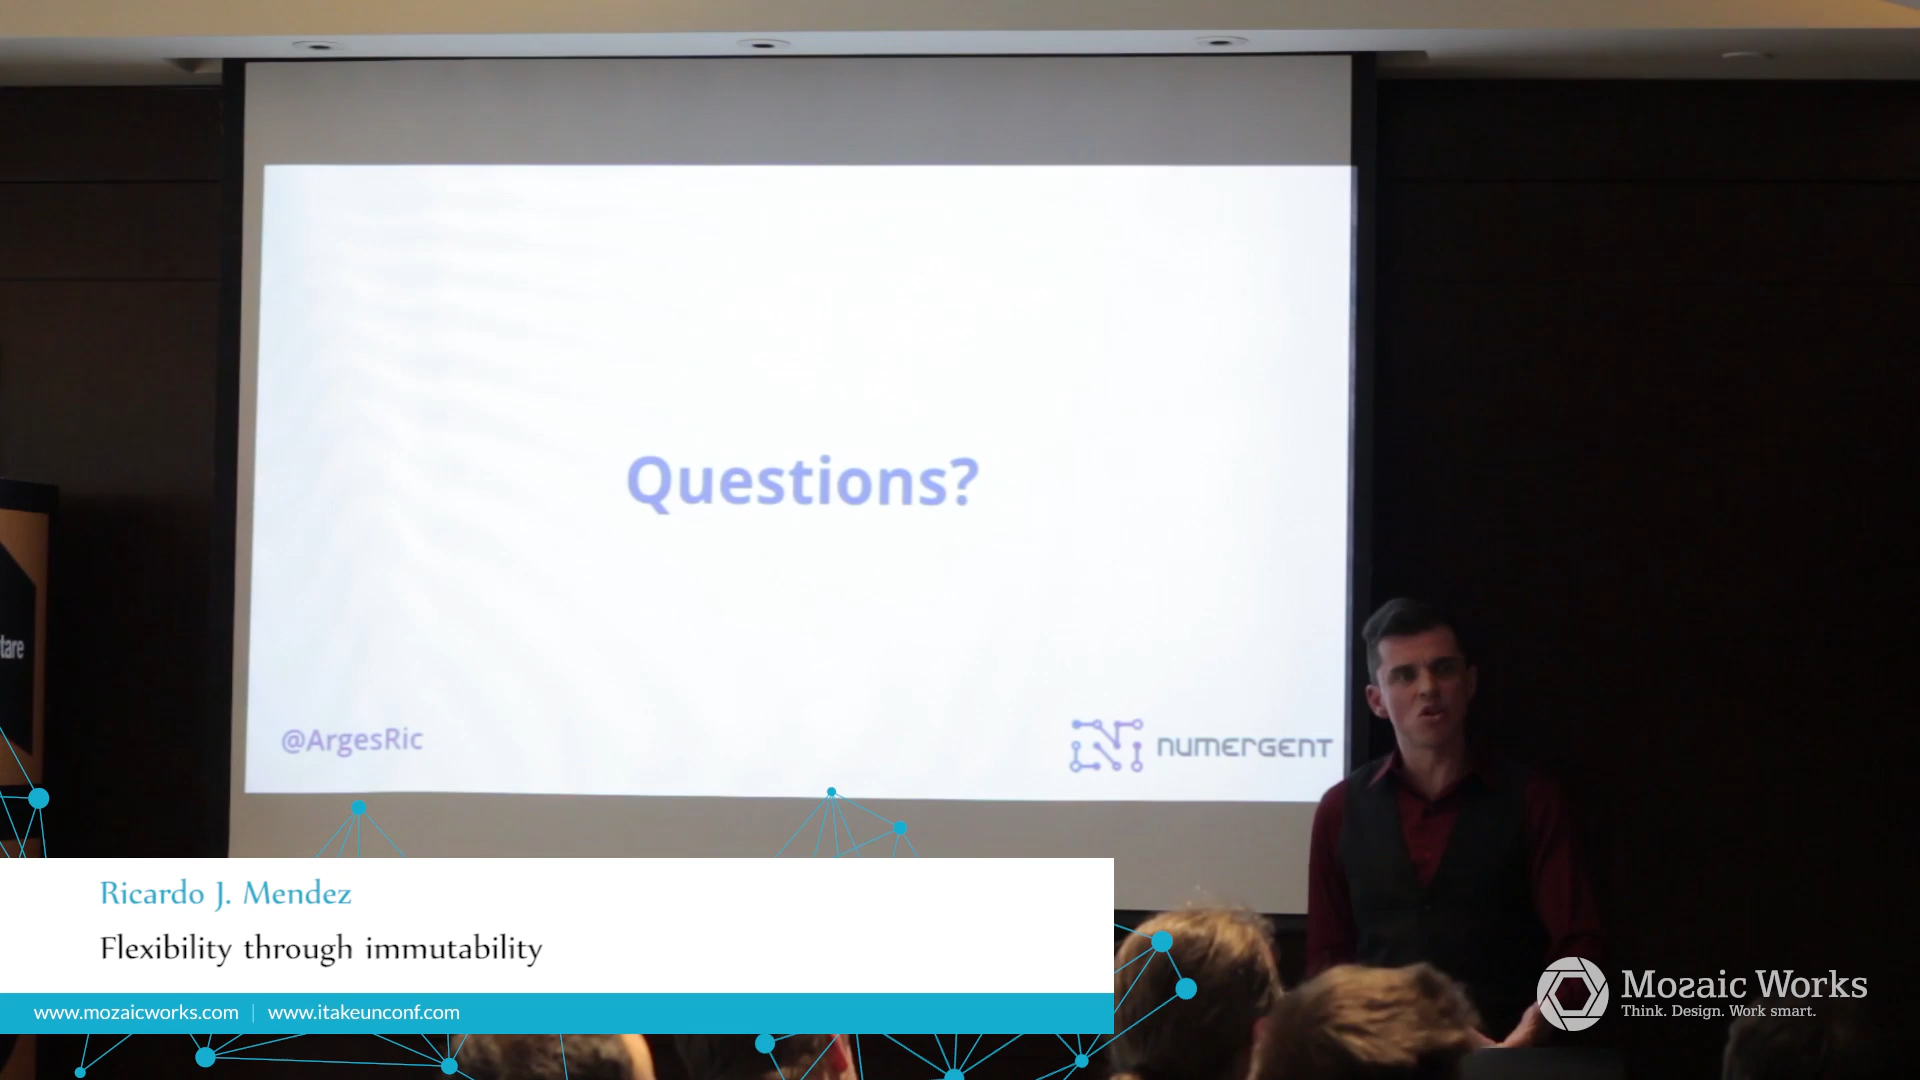 Questions?
tare
@ArgesRic
NUMERGENT
Ricardo J. Mendez
Flexibility through immutability
www.mozaicworks.com | www.itakeunconf.com
Mozaic Works
Think. Design. Work smart.